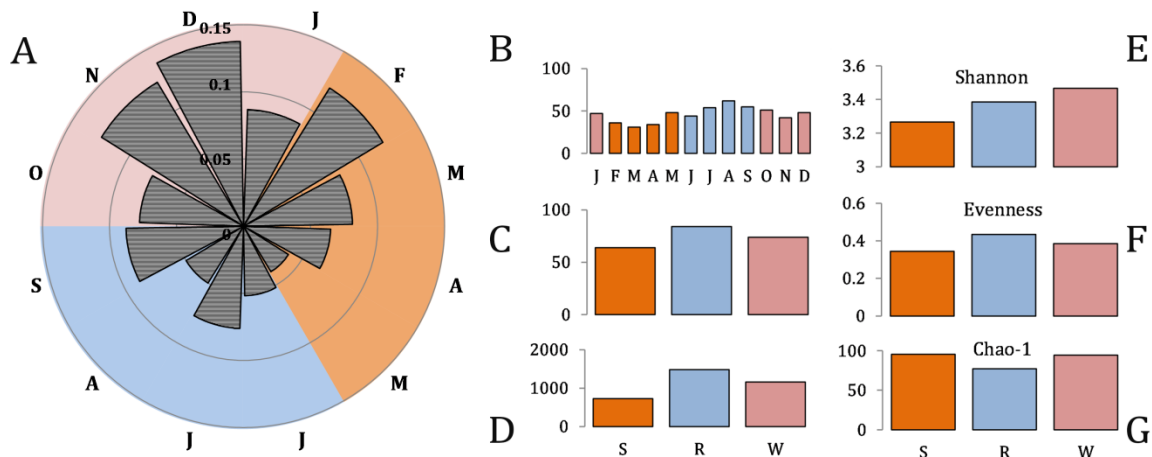 A
D
J
N
F
O
M
S
A
A
M
J
J
0.15
0.1
0.05
0
B
100
50
0
J F M A M J J A S O N D
C
100
50
0
D
2000
1000
0
S R W
E
Shannon
3.6
3.4
3.2
3
F
Evenness
0.6
0.4
0.2
0
G
Chao-1
100
50
0
S R W